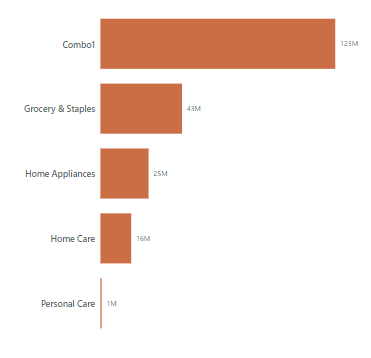 Combo1 123M
Grocery & Staples 43M
Home Appliances 25M
Home Care 16M
Personal Care 1M